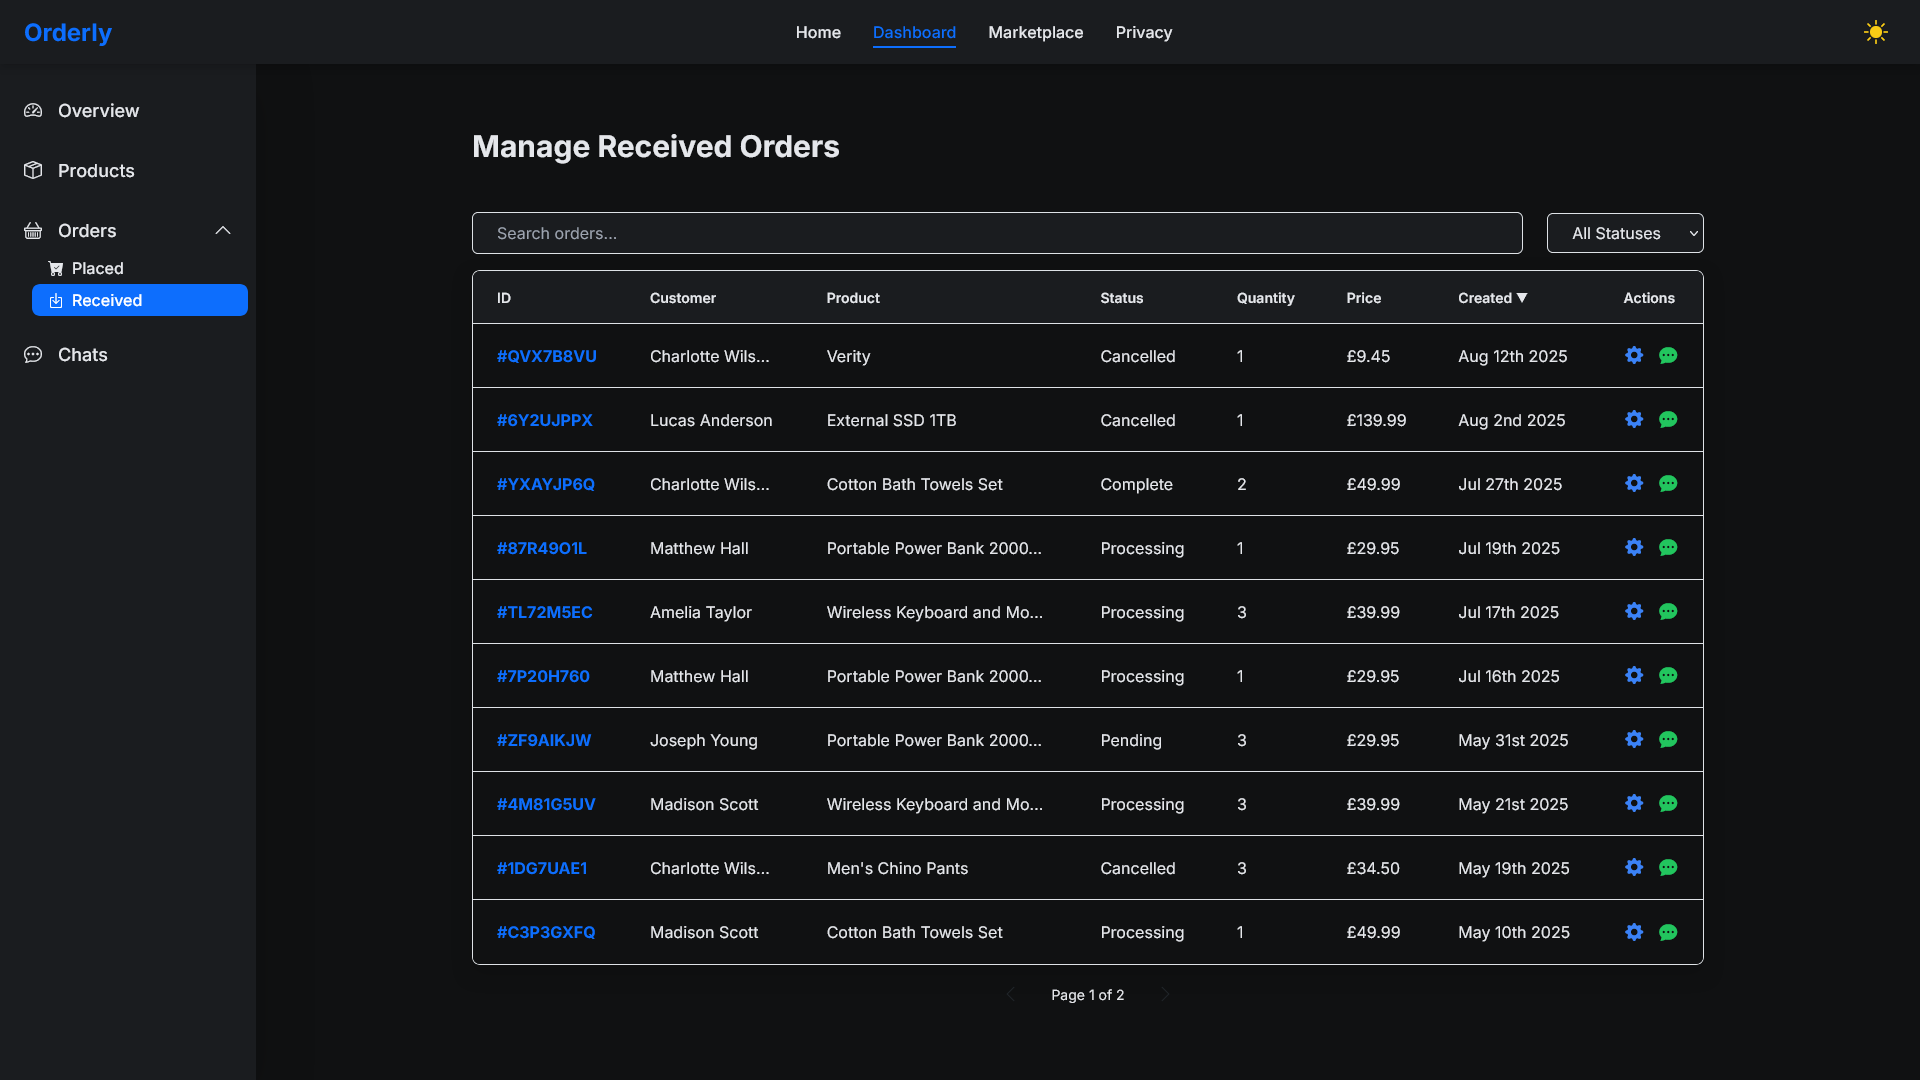 Orderly
Home Dashboard Marketplace Privacy
Overview
Products
Orders
Placed
Received
Chats
Manage Received Orders
Search orders...
All Statuses
ID Customer Product Status Quantity Price Created ▼ Actions
#QVX7B8VU Charlotte Wils... Verity Cancelled 1 £9.45 Aug 12th 2025
#6Y2UJPPX Lucas Anderson External SSD 1TB Cancelled 1 £139.99 Aug 2nd 2025
#YXAYJP6Q Charlotte Wils... Cotton Bath Towels Set Complete 2 £49.99 Jul 27th 2025
#87R49O1L Matthew Hall Portable Power Bank 2000... Processing 1 £29.95 Jul 19th 2025
#TL72M5EC Amelia Taylor Wireless Keyboard and Mo... Processing 3 £39.99 Jul 17th 2025
#7P20H760 Matthew Hall Portable Power Bank 2000... Processing 1 £29.95 Jul 16th 2025
#ZF9AIKJW Joseph Young Portable Power Bank 2000... Pending 3 £29.95 May 31st 2025
#4M81G5UV Madison Scott Wireless Keyboard and Mo... Processing 3 £39.99 May 21st 2025
#1DG7UAE1 Charlotte Wils... Men's Chino Pants Cancelled 3 £34.50 May 19th 2025
#C3P3GXFQ Madison Scott Cotton Bath Towels Set Processing 1 £49.99 May 10th 2025
Page 1 of 2